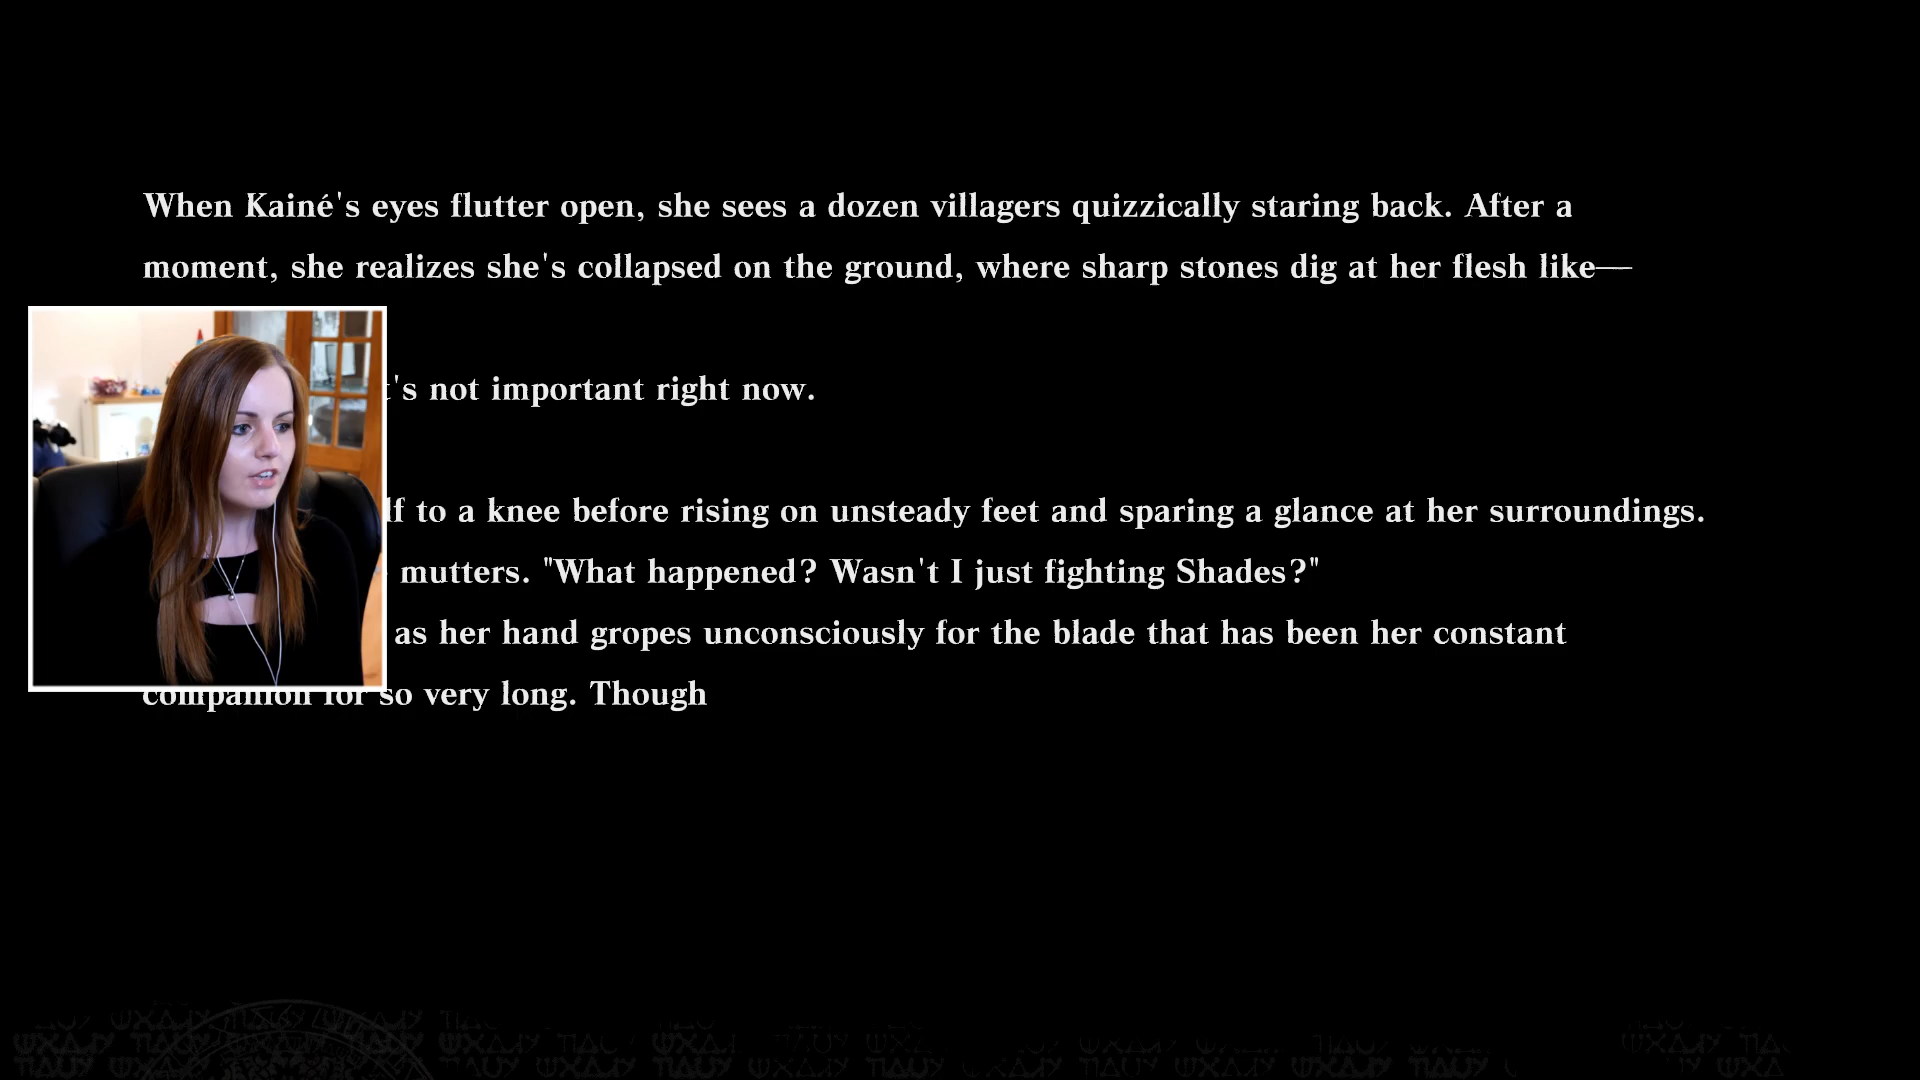 When Kainé's eyes flutter open, she sees a dozen villagers quizzically staring back. After a
moment, she realizes she's collapsed on the ground, where sharp stones dig at her flesh like—
's not important right now.
to a knee before rising on unsteady feet and sparing a glance at her surroundings.
mutters. "What happened? Wasn't I just fighting Shades?"
as her hand gropes unconsciously for the blade that has been her constant
companion for so very long. Though